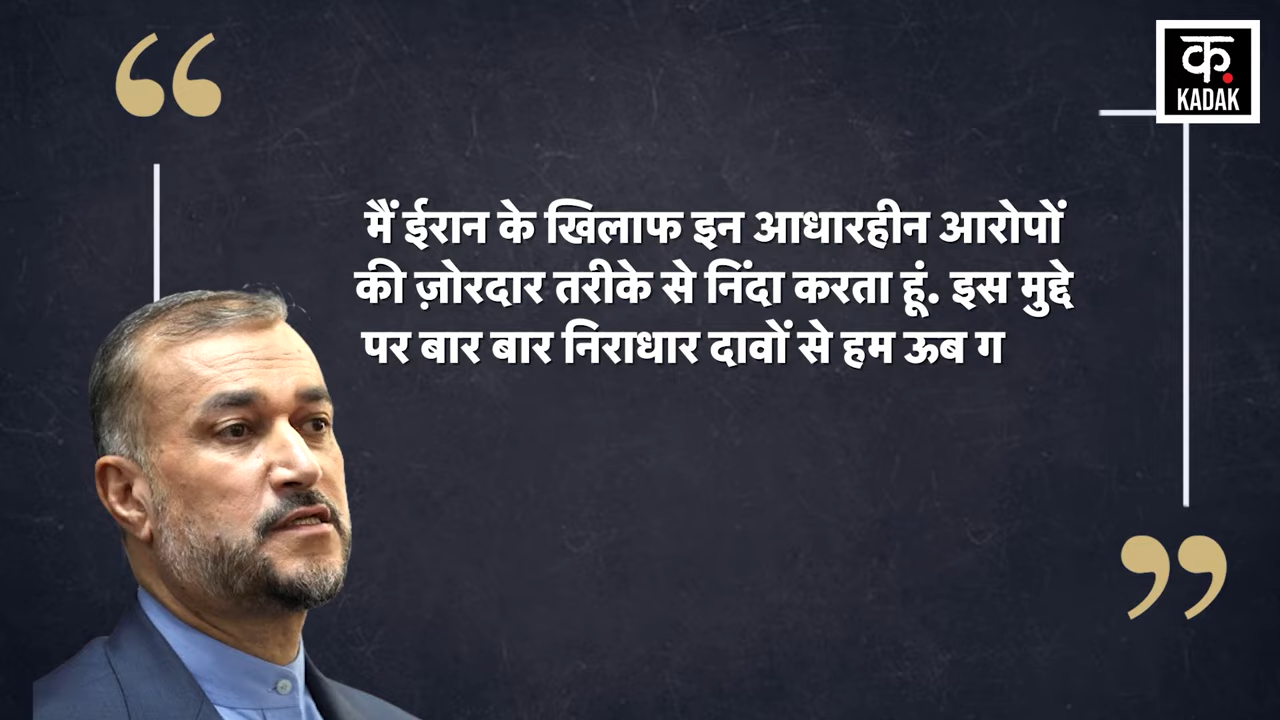 क.
KADAK
मैं ईरान के खिलाफ इन आधारहीन आरोपों
की ज़ोरदार तरीके से निंदा करता हूं. इस मुद्दे
पर बार बार निराधार दावों से हम ऊब ग